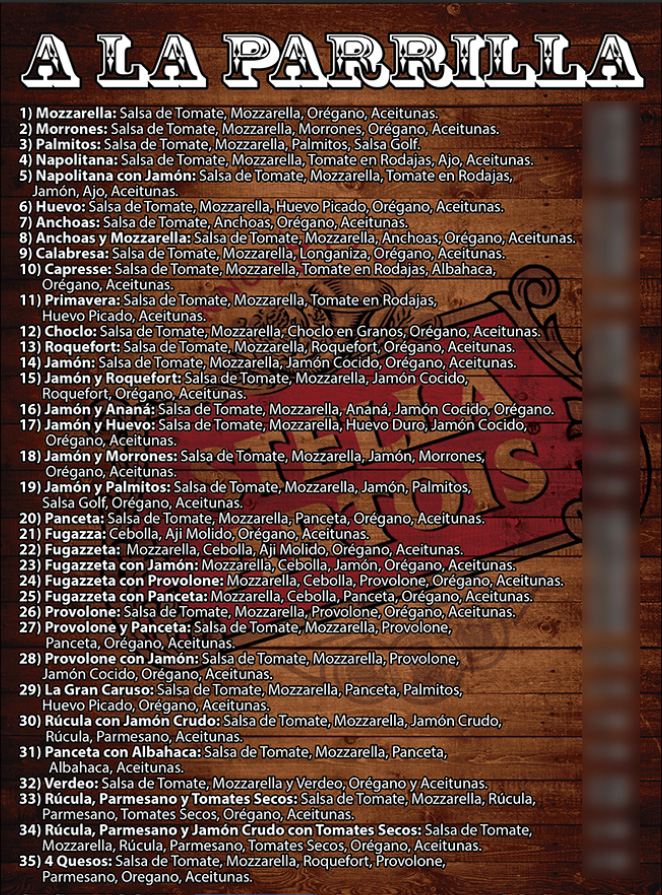 A LA PARRILLA
1) Mozzarella: Salsa de Tomate, Mozzarella, Orégano, Aceitunas.
2) Morrones: Salsa de Tomate, Mozzarella, Morrones, Orégano, Aceitunas.
3) Palmitos: Salsa de Tomate, Mozzarella, Palmitos, Salsa Golf.
4) Napolitana: Salsa de Tomate, Mozzarella, Tomate en Rodajas, Ajo, Aceitunas.
5) Napolitana con Jamón: Salsa de Tomate, Mozzarella, Tomate en Rodajas,
Jamón, Ajo, Aceitunas.
6) Huevo: Salsa de Tomate, Mozzarella, Huevo Picado, Orégano, Aceitunas.
7) Anchoas: Salsa de Tomate, Anchoas, Orégano, Aceitunas.
8) Anchoas y Mozzarella: Salsa de Tomate, Mozzarella, Anchoas, Orégano, Aceitunas.
9) Calabresa: Salsa de Tomate, Mozzarella, Longaniza, Orégano, Aceitunas.
10) Capresse: Salsa de Tomate, Mozzarella, Tomate en Rodajas, Albahaca,
Orégano, Aceitunas.
11) Primavera: Salsa de Tomate, Mozzarella, Tomate en Rodajas,
Huevo Picado, Aceitunas.
12) Choclo: Salsa de Tomate, Mozzarella, Choclo en Granos, Orégano, Aceitunas.
13) Roquefort: Salsa de Tomate, Mozzarella, Roquefort, Orégano, Aceitunas.
14) Jamón: Salsa de Tomate, Mozzarella, Jamón Cocido, Orégano, Aceitunas.
15) Jamón y Roquefort: Salsa de Tomate, Mozzarella, Jamón Cocido,
Roquefort, Orégano, Aceitunas.
16) Jamón y Ananá: Salsa de Tomate, Mozzarella, Ananá, Jamón Cocido, Orégano.
17) Jamón y Huevo: Salsa de Tomate, Mozzarella, Huevo Duro, Jamón Cocido,
Orégano, Aceitunas.
18) Jamón y Morrones: Salsa de Tomate, Mozzarella, Jamón, Morrones,
Orégano, Aceitunas.
19) Jamón y Palmitos: Salsa de Tomate, Mozzarella, Jamón, Palmitos,
Salsa Golf, Orégano, Aceitunas.
20) Panceta: Salsa de Tomate, Mozzarella, Panceta, Orégano, Aceitunas.
21) Fugazza: Cebolla, Aji Molido, Orégano, Aceitunas.
22) Fugazzeta: Mozzarella, Cebolla, Aji Molido, Orégano, Aceitunas.
23) Fugazzeta con Jamón: Mozzarella, Cebolla, Jamón, Orégano, Aceitunas.
24) Fugazzeta con Provolone: Mozzarella, Cebolla, Provolone, Orégano, Aceitunas.
25) Fugazzeta con Panceta: Mozzarella, Cebolla, Panceta, Orégano, Aceitunas.
26) Provolone: Salsa de Tomate, Mozzarella, Provolone, Orégano, Aceitunas.
27) Provolone y Panceta: Salsa de Tomate, Mozzarella, Provolone,
Panceta, Orégano, Aceitunas.
28) Provolone con Jamón: Salsa de Tomate, Mozzarella, Provolone,
Jamón Cocido, Orégano, Aceitunas.
29) La Gran Caruso: Salsa de Tomate, Mozzarella, Panceta, Palmitos,
Huevo Picado, Orégano, Aceitunas.
30) Rúcula con Jamón Crudo: Salsa de Tomate, Mozzarella, Jamón Crudo,
Rúcula, Parmesano, Aceitunas.
31) Panceta con Albahaca: Salsa de Tomate, Mozzarella, Panceta,
Albahaca, Aceitunas.
32) Verdeo: Salsa de Tomate, Mozzarella y Verdeo, Orégano y Aceitunas.
33) Rúcula, Parmesano y Tomates Secos: Salsa de Tomate, Mozzarella, Rúcula,
Parmesano, Tomates Secos, Orégano, Aceitunas.
34) Rúcula, Parmesano y Jamón Crudo con Tomates Secos: Salsa de Tomate,
Mozzarella, Rúcula, Parmesano, Tomates Secos, Orégano, Aceitunas.
35) 4 Quesos: Salsa de Tomate, Mozzarella, Roquefort, Provolone,
Parmesano, Oregano, Aceitunas.